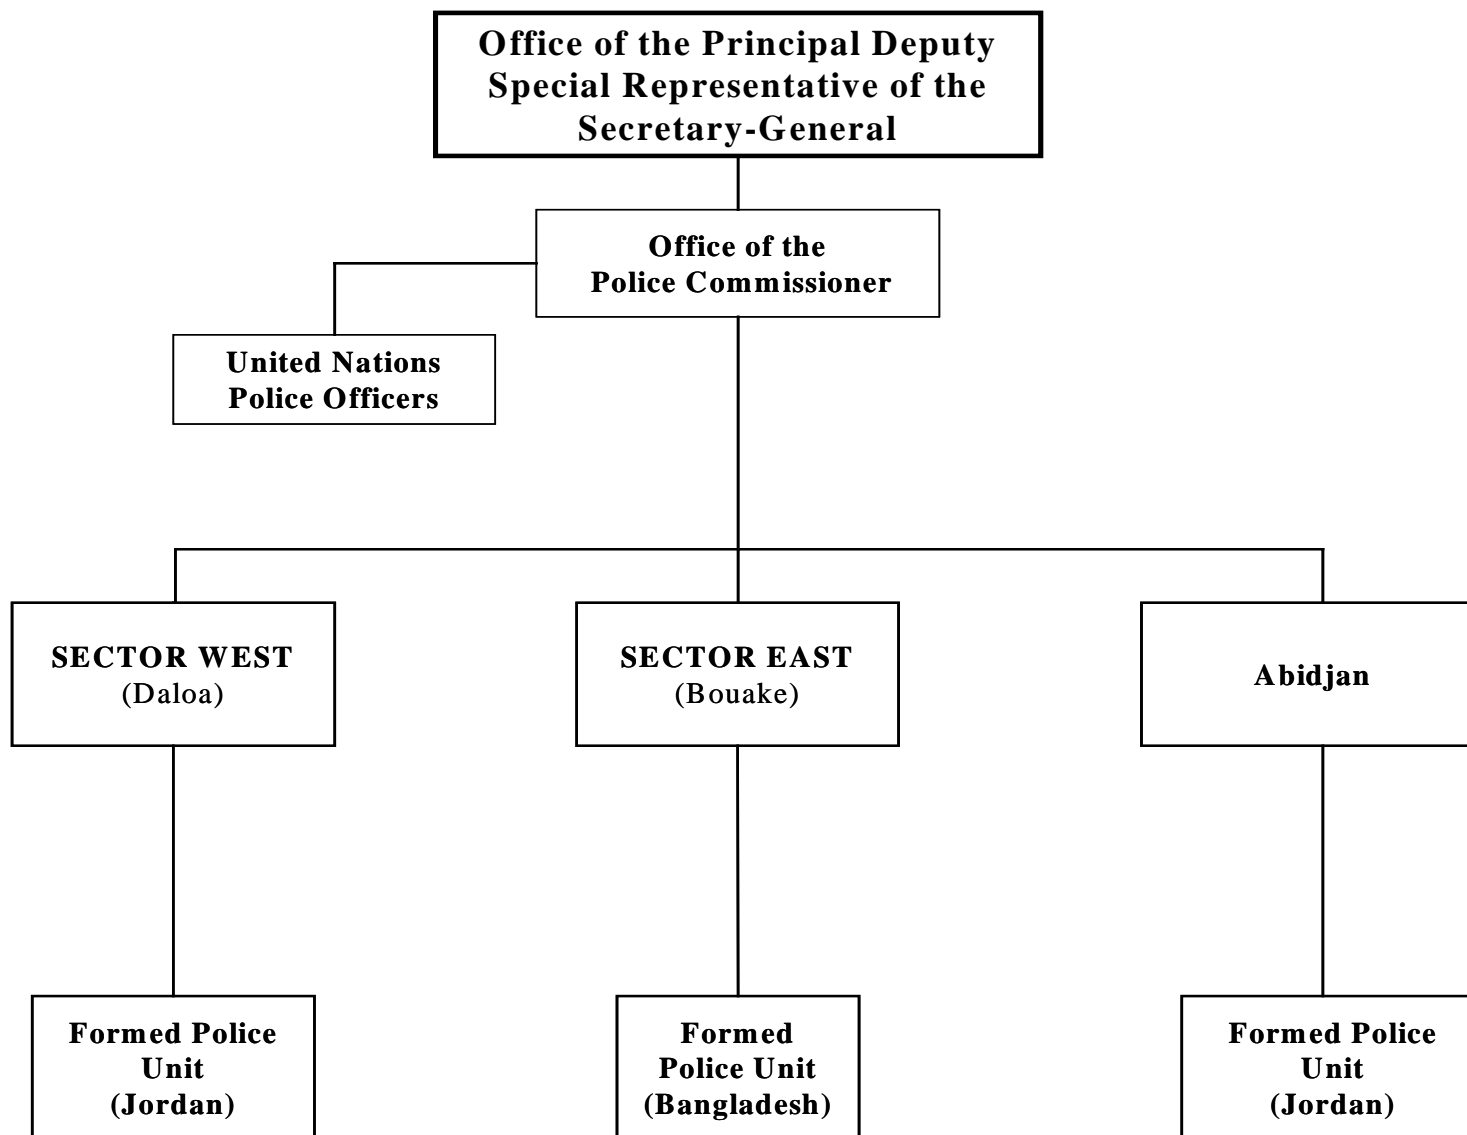 Office of the Principal Deputy
Special Representative of the
Secretary-General
Office of the
Police Commissioner
United Nations
Police Officers
SECTOR WEST
(Daloa)
SECTOR EAST
(Bouake)
Abidjan
Formed Police
Unit
(Jordan)
Formed
Police Unit
(Bangladesh)
Formed Police
Unit
(Jordan)